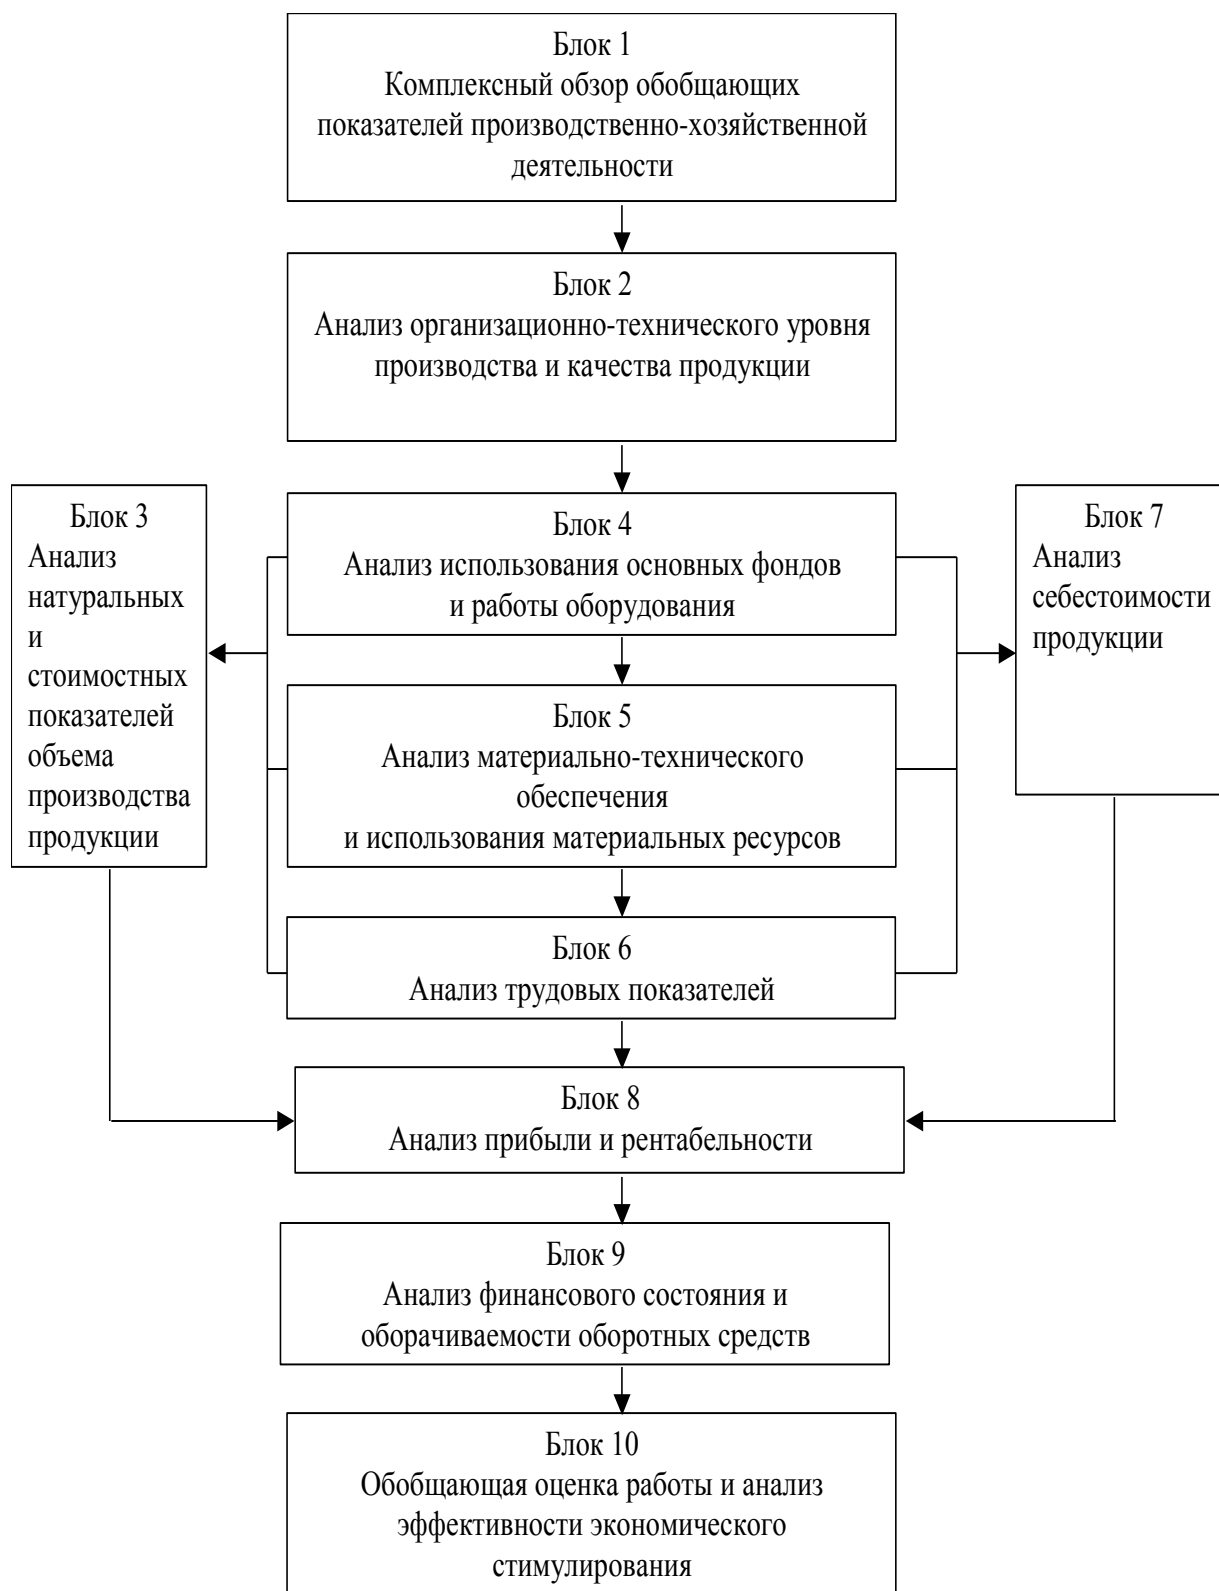 Блок 1
Комплексный обзор обобщающих
показателей производственно-хозяйственной
деятельности
Блок 2
Анализ организационно-технического уровня
производства и качества продукции
Блок 3
Анализ
натуральных
и
стоимостных
показателей
объема
производства
продукции
Блок 4
Анализ использования основных фондов
и работы оборудования
Блок 7
Анализ
себестоимости
продукции
Блок 5
Анализ материально-технического
обеспечения
и использования материальных ресурсов
Блок 6
Анализ трудовых показателей
Блок 8
Анализ прибыли и рентабельности
Блок 9
Анализ финансового состояния и
оборачиваемости оборотных средств
Блок 10
Обобщающая оценка работы и анализ
эффективности экономического
стимулирования